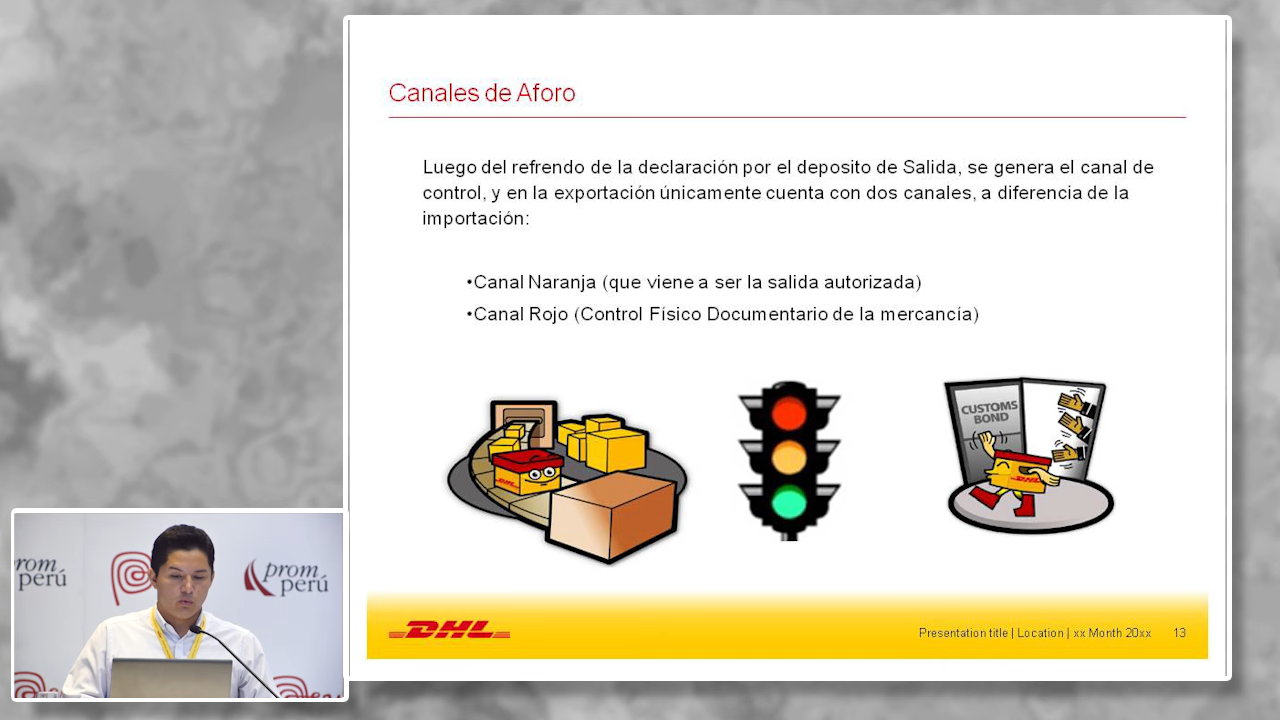 Canales de Aforo
Luego del refrendo de la declaración por el deposito de Salida, se genera el canal de
control, y en la exportación únicamente cuenta con dos canales, a diferencia de la
importación:
•Canal Naranja (que viene a ser la salida autorizada)
•Canal Rojo (Control Físico Documentario de la mercancía)
CUSTOMS
BOND
DHL
DHL
DHL
Presentation title | Location | xx Month 20xx 13
prom
perú
prom
perú